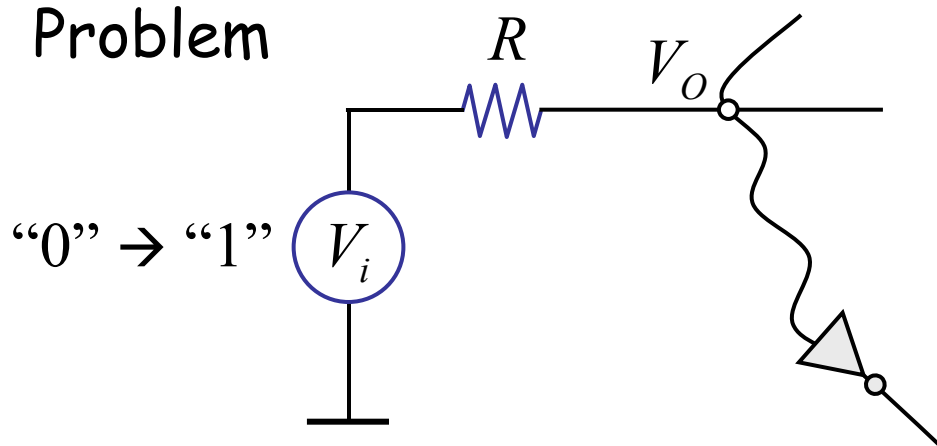 Problem
R
V_O
“0” → “1”
V_i